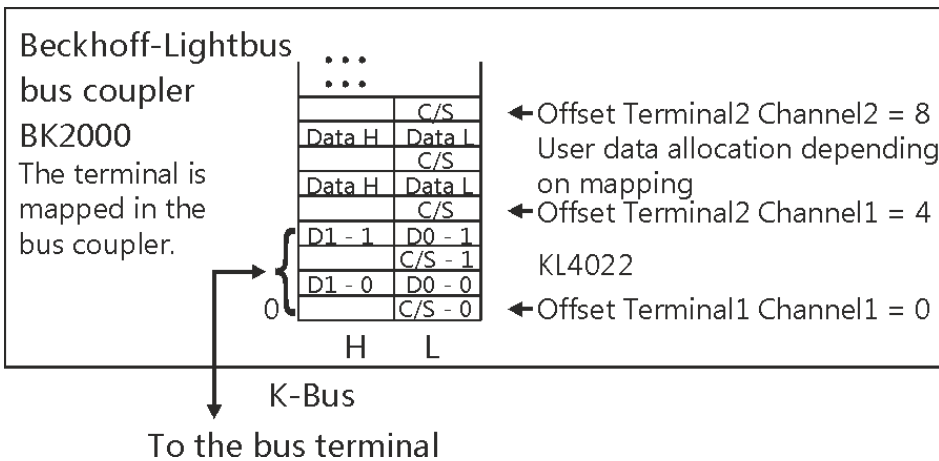 Beckhoff-Lightbus
bus coupler
BK2000
The terminal is
mapped in the
bus coupler.
C/S
Data H Data L
C/S
Data H Data L
C/S
D1 - 1 D0 - 1
C/S - 1
D1 - 0 D0 - 0
0 C/S - 0
H L
Offset Terminal2 Channel2 = 8
User data allocation depending
on mapping
Offset Terminal2 Channel1 = 4
KL4022
Offset Terminal1 Channel1 = 0
K-Bus
To the bus terminal